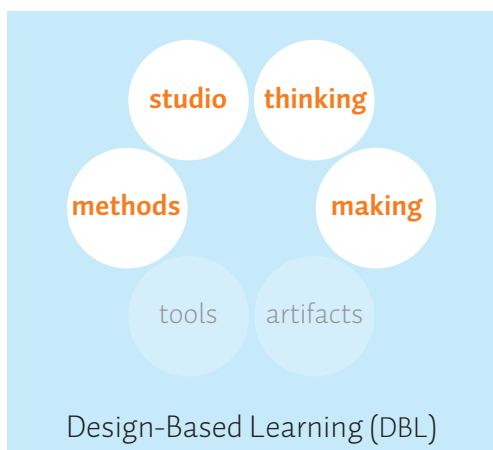 studio thinking
methods making
tools artifacts
Design-Based Learning (DBL)